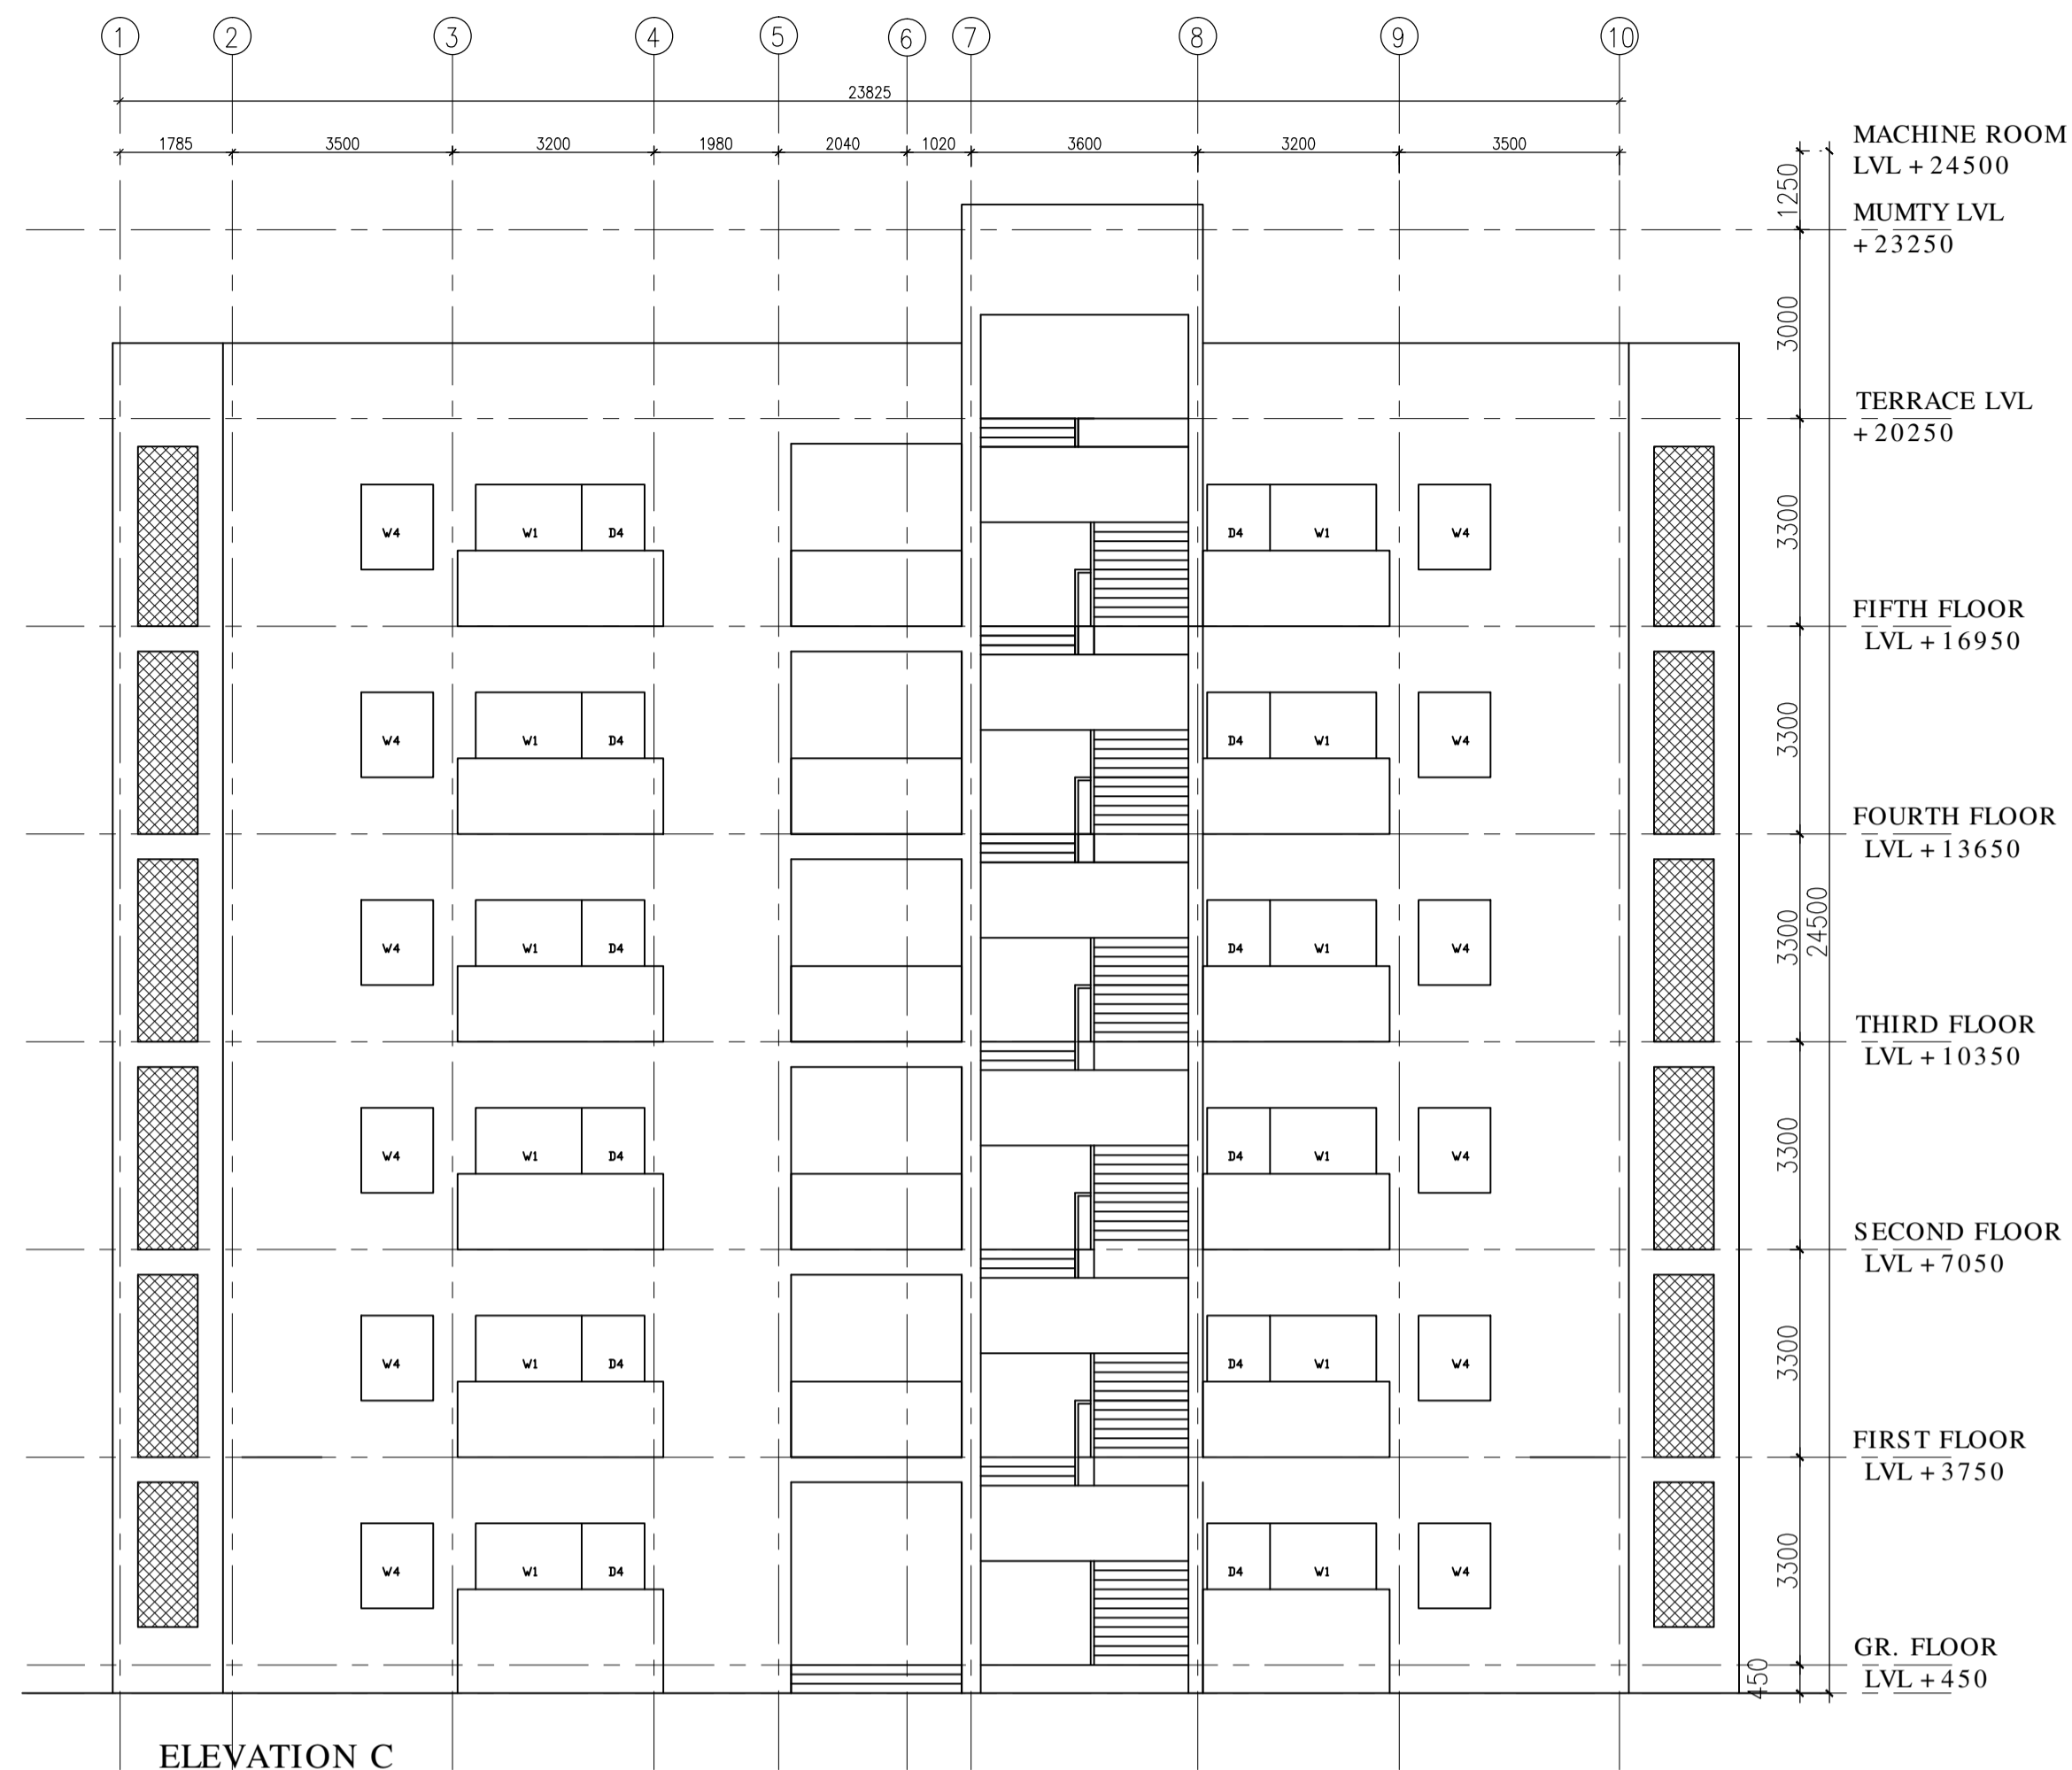 1 2 3 4 5 6 7 8 9 10
23825
1785 3500 3200 1980 2040 1020 3600 3200 3500
MACHINE ROOM
LVL + 24500
1250
MUMTY LVL
+ 23250
3000
TERRACE LVL
+ 20250
3300
W4 W1 D4 D4 W1 W4
FIFTH FLOOR
LVL + 16950
3300
W4 W1 D4 D4 W1 W4
FOURTH FLOOR
LVL + 13650
3300
24500
W4 W1 D4 D4 W1 W4
THIRD FLOOR
LVL + 10350
3300
W4 W1 D4 D4 W1 W4
SECOND FLOOR
LVL + 7050
3300
W4 W1 D4 D4 W1 W4
FIRST FLOOR
LVL + 3750
3300
W4 W1 D4 D4 W1 W4
GR. FLOOR
LVL + 450
450
ELEVATION C